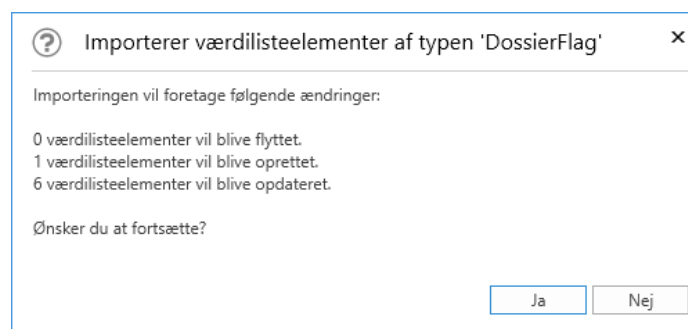 Importerer værdilisteelementer af typen 'DossierFlag'
Importeringen vil foretage følgende ændringer:
0 værdilisteelementer vil blive flyttet.
1 værdilisteelementer vil blive oprettet.
6 værdilisteelementer vil blive opdateret.
Ønsker du at fortsætte?
Ja
Nej